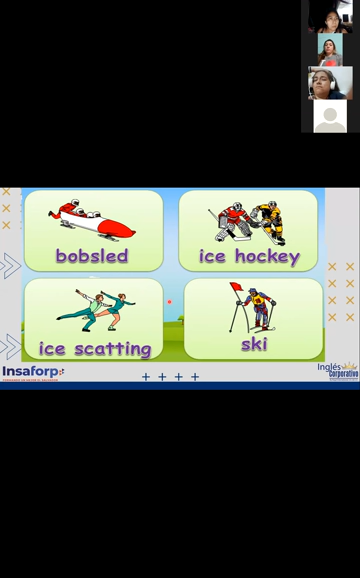 bobsled
ice hockey
ice scatting
ski
Insaforp
Inglés
Corporativo